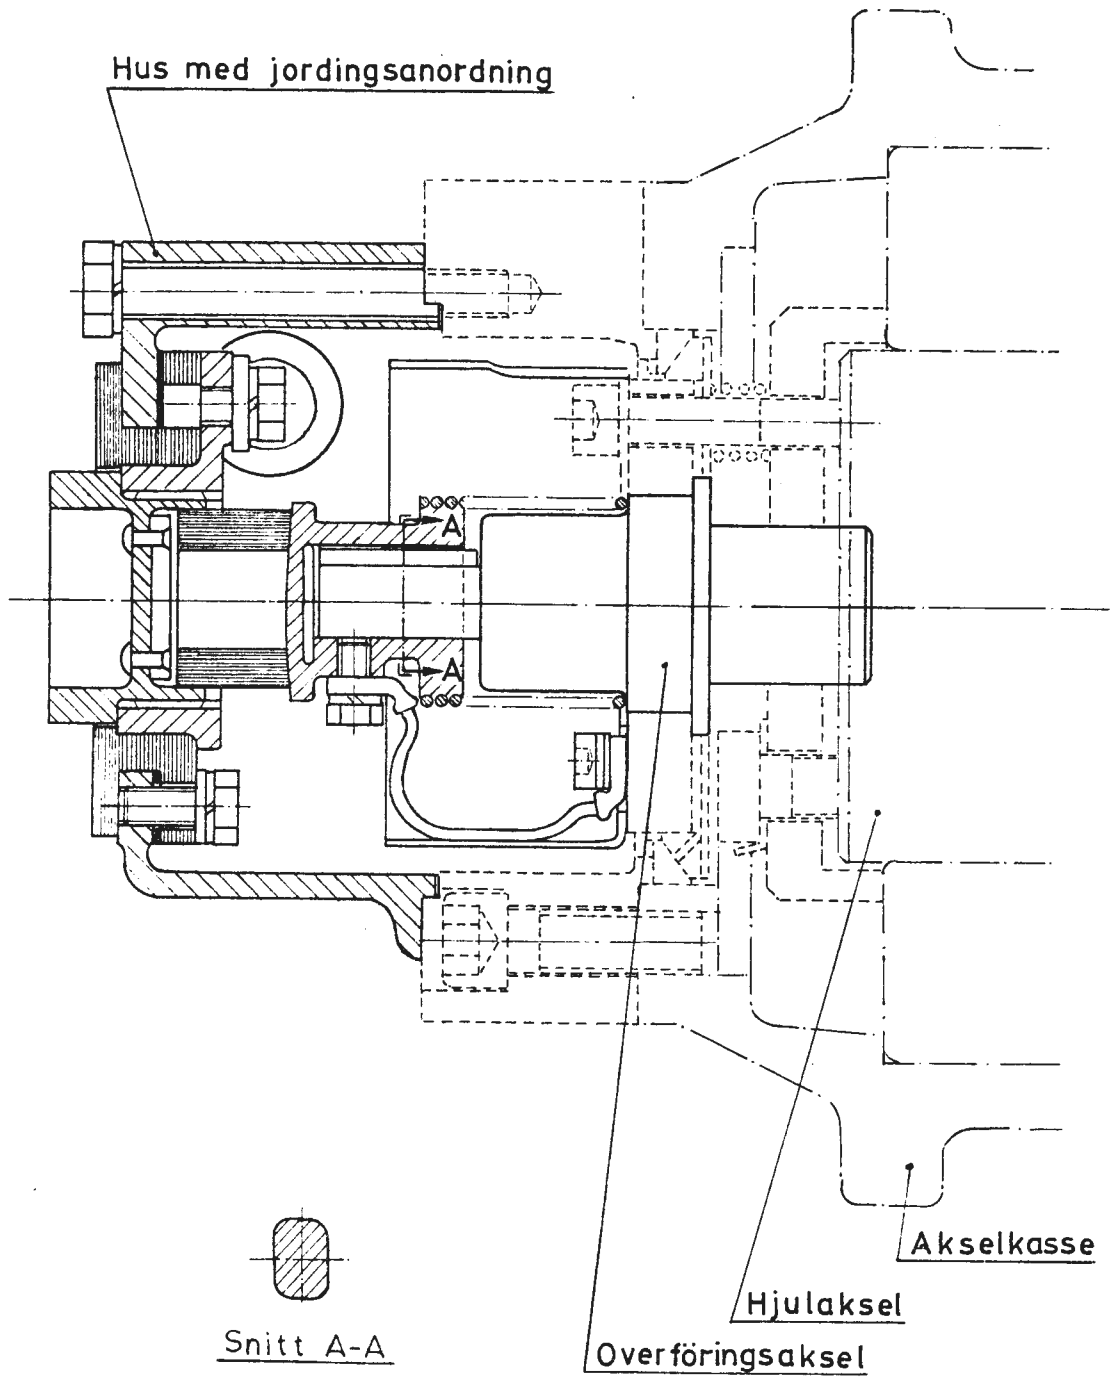 Hus med jordingsanordning
A
A
Akselkasse
Hjulaksel
Overföringsaksel
Snitt A-A